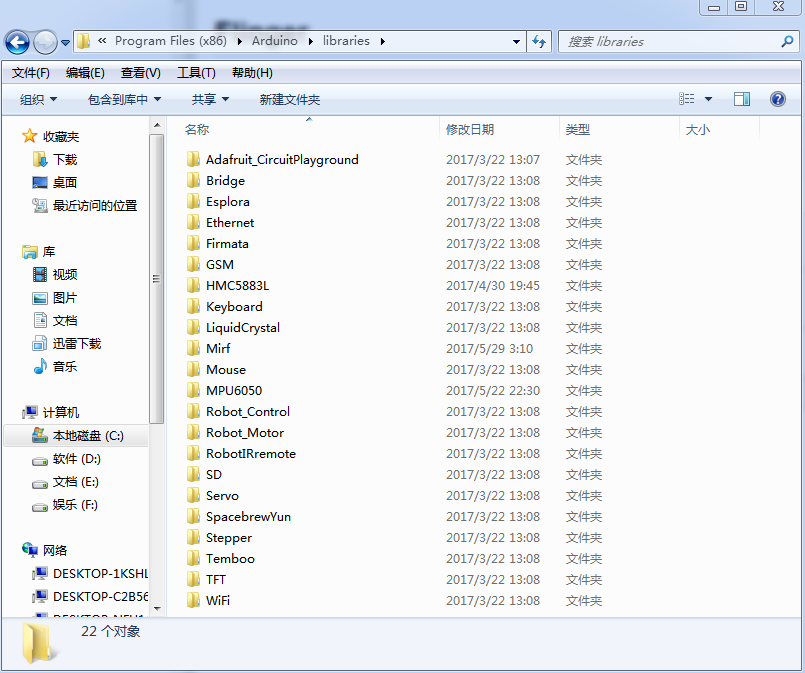 « Program Files (x86) ▸ Arduino ▸ libraries ▸
搜索 libraries
文件(F) 编辑(E) 查看(V) 工具(T) 帮助(H)
组织 包含到库中 共享 新建文件夹
收藏夹
下载
桌面
最近访问的位置
库
视频
图片
文档
迅雷下载
音乐
计算机
本地磁盘 (C:)
软件 (D:)
文档 (E:)
娱乐 (F:)
网络
DESKTOP-1KSHL
DESKTOP-C2B56
名称 修改日期 类型 大小
Adafruit_CircuitPlayground 2017/3/22 13:07 文件夹
Bridge 2017/3/22 13:08 文件夹
Esplora 2017/3/22 13:08 文件夹
Ethernet 2017/3/22 13:08 文件夹
Firmata 2017/3/22 13:08 文件夹
GSM 2017/3/22 13:08 文件夹
HMC5883L 2017/4/30 19:45 文件夹
Keyboard 2017/3/22 13:08 文件夹
LiquidCrystal 2017/3/22 13:08 文件夹
Mirf 2017/5/29 3:10 文件夹
Mouse 2017/3/22 13:08 文件夹
MPU6050 2017/5/22 22:30 文件夹
Robot_Control 2017/3/22 13:08 文件夹
Robot_Motor 2017/3/22 13:08 文件夹
RobotIRremote 2017/3/22 13:08 文件夹
SD 2017/3/22 13:08 文件夹
Servo 2017/3/22 13:08 文件夹
SpacebrewYun 2017/3/22 13:08 文件夹
Stepper 2017/3/22 13:08 文件夹
Temboo 2017/3/22 13:08 文件夹
TFT 2017/3/22 13:08 文件夹
WiFi 2017/3/22 13:08 文件夹
22 个对象